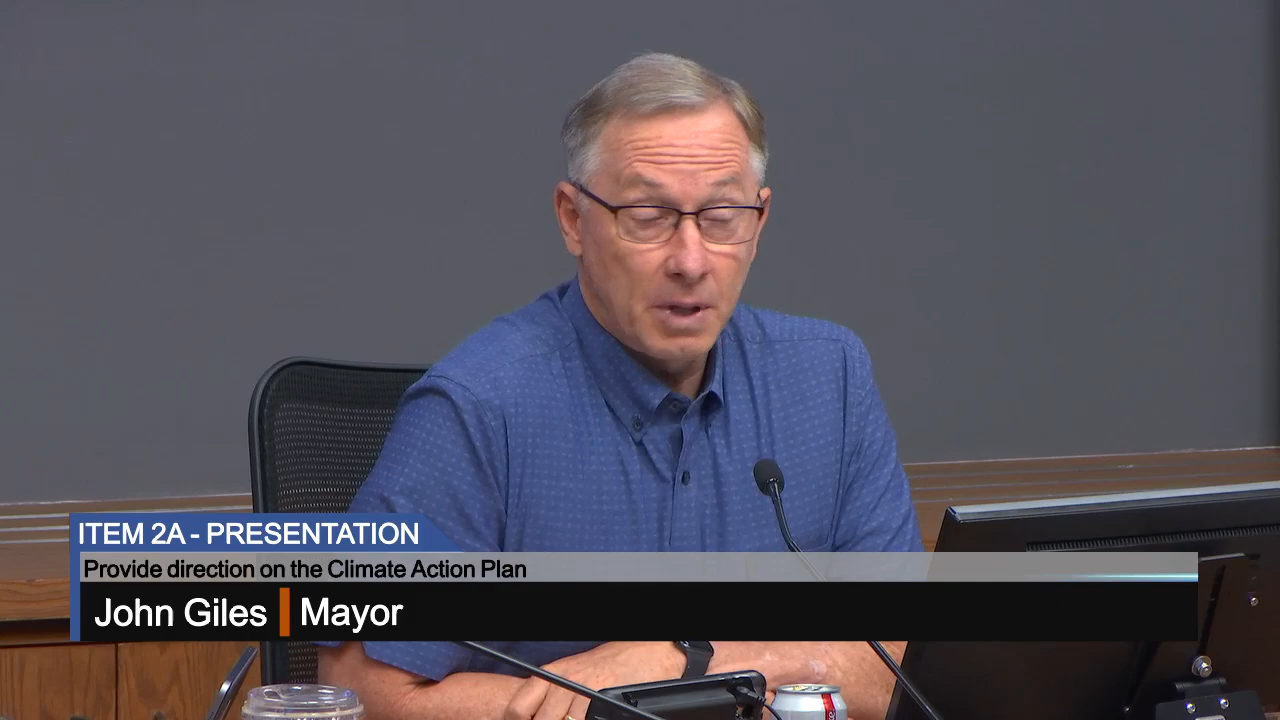 ITEM 2A - PRESENTATION
Provide direction on the Climate Action Plan
John Giles | Mayor